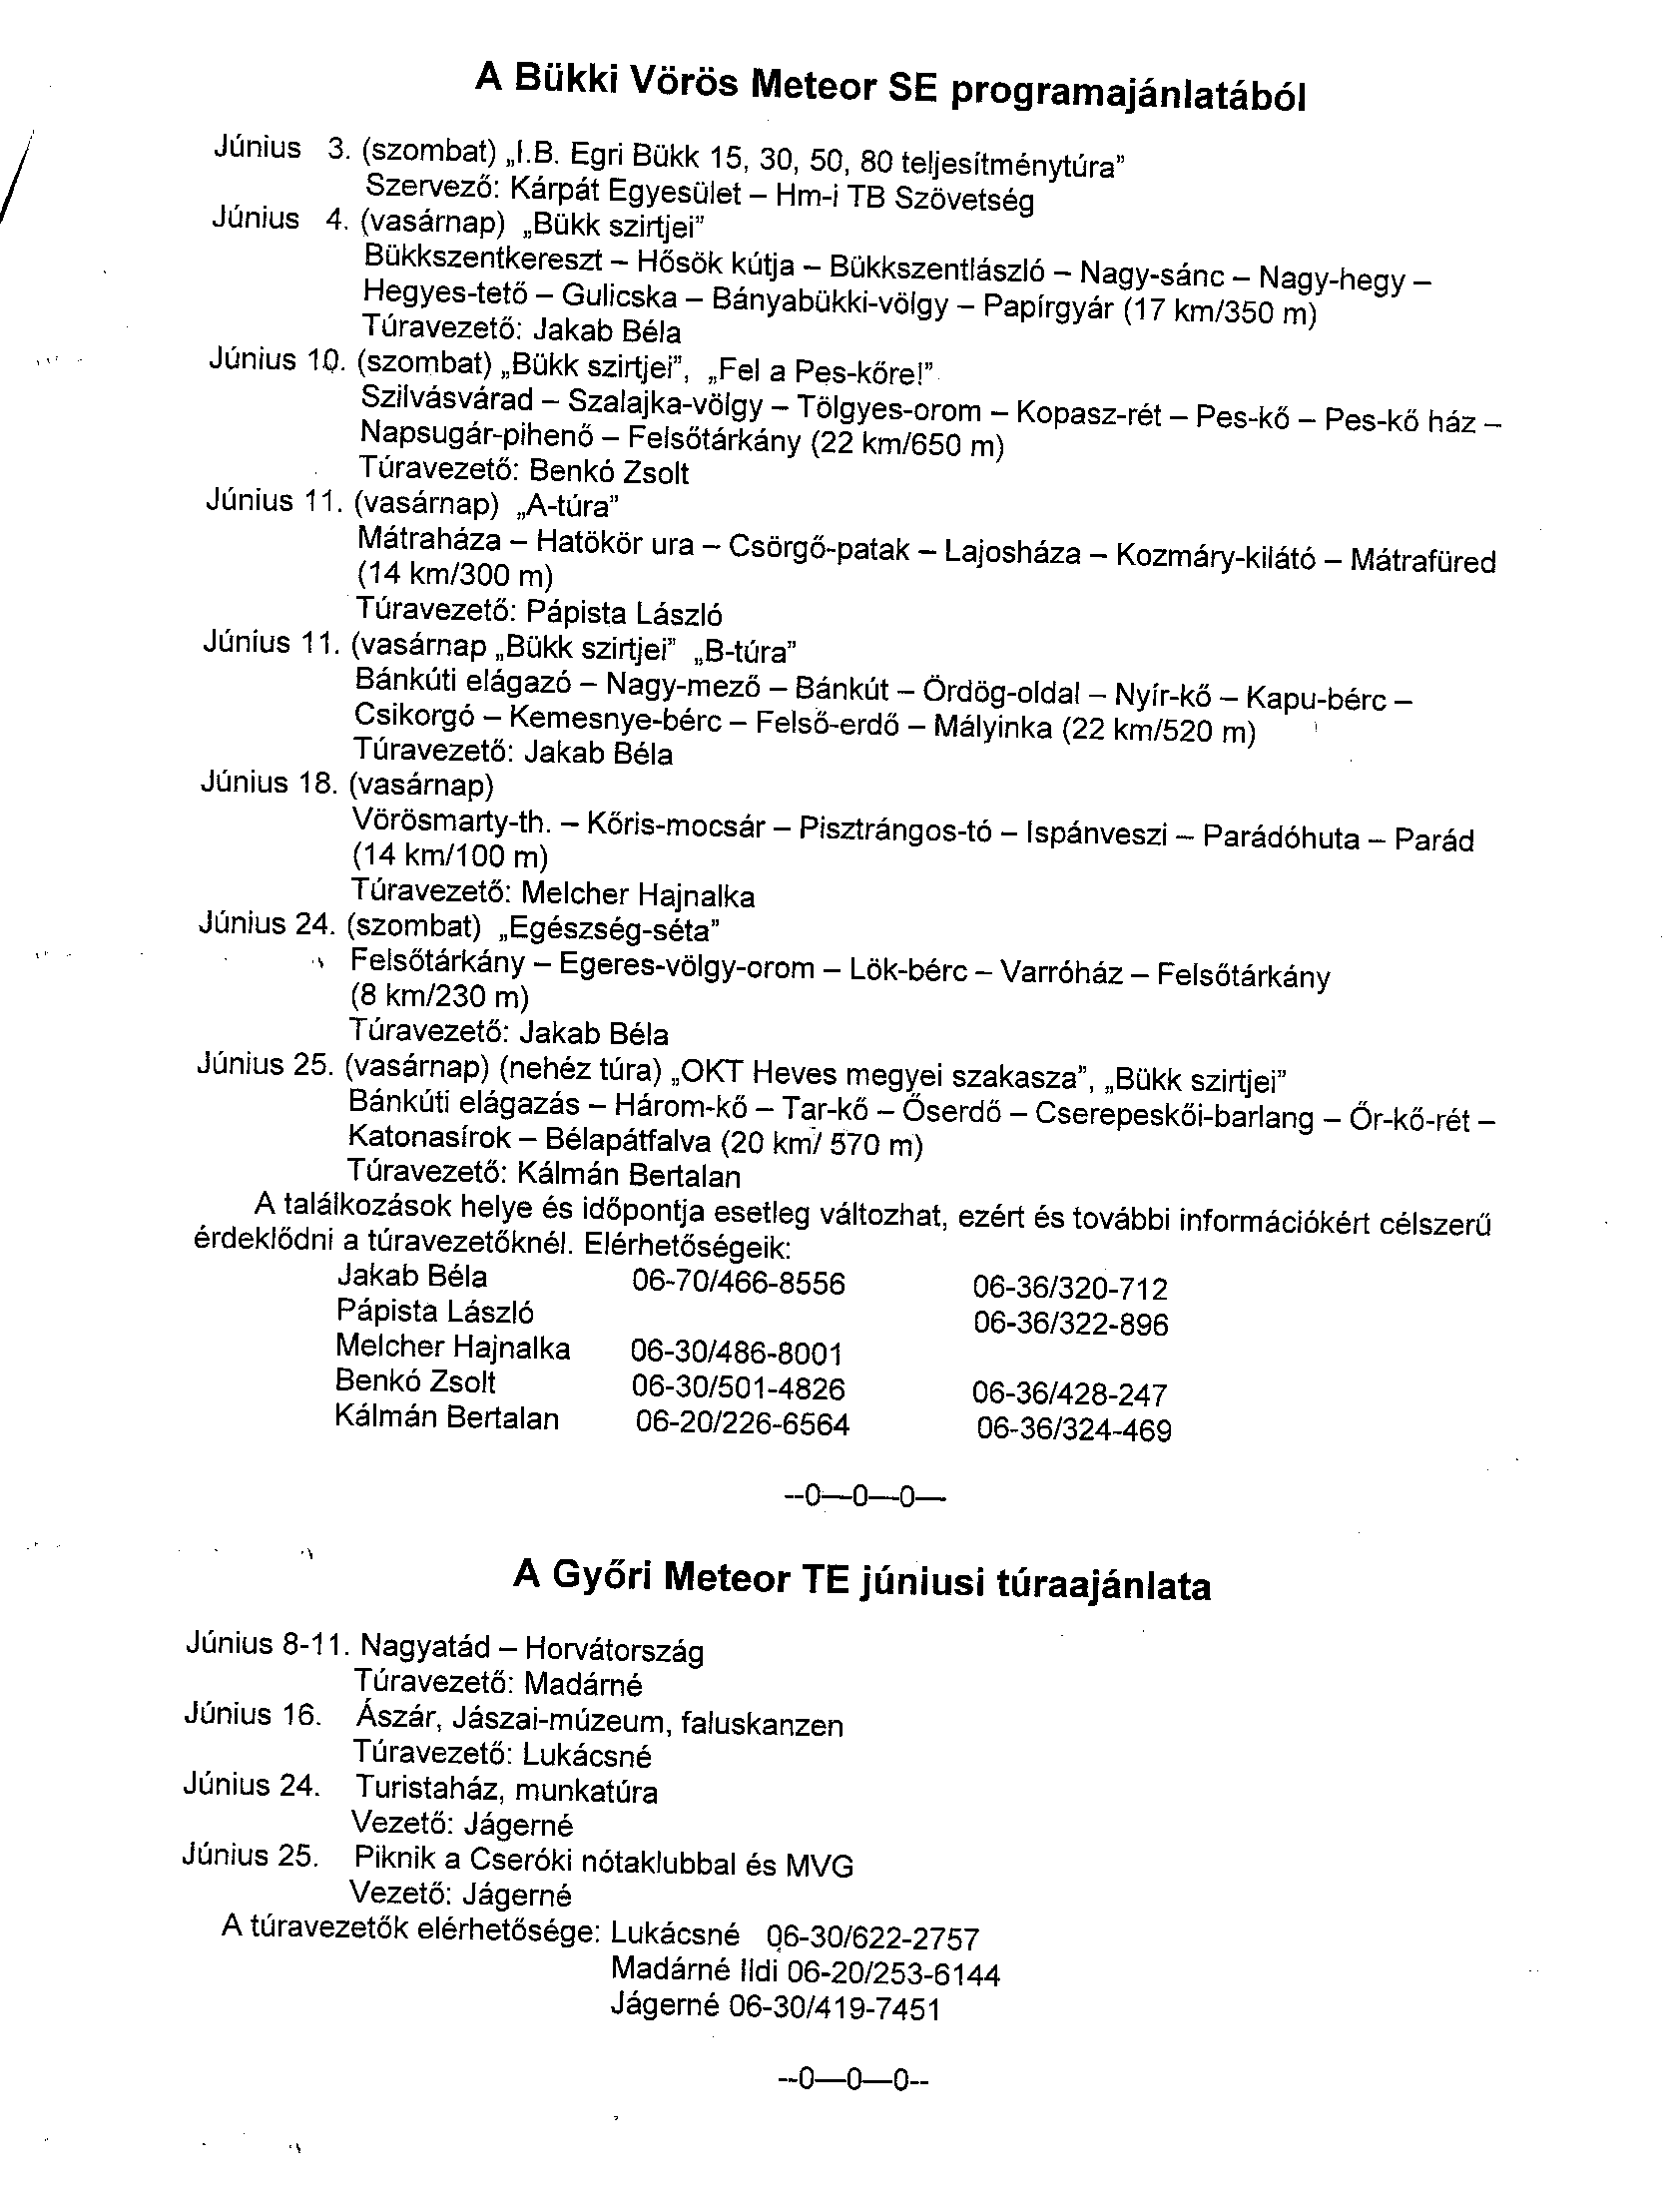 A Bükki Vörös Meteor SE programajánlatából
Június 3. (szombat) „I.B. Egri Bükk 15, 30, 50, 80 teljesítménytúra”
Szervező: Kárpát Egyesület – Hm-i TB Szövetség
Június 4. (vasárnap) „Bükk szirtjei”
Bükkszentkereszt – Hősök kútja – Bükkszentlászló – Nagy-sánc – Nagy-hegy –
Hegyes-tető – Gulicska – Bányabükki-völgy – Papírgyár (17 km/350 m)
Túravezető: Jakab Béla
Június 10. (szombat) „Bükk szirtjei”, „Fel a Pes-kőre!”
Szilvásvárad – Szalajka-völgy – Tölgyes-orom – Kopasz-rét – Pes-kő – Pes-kő ház –
Napsugár-pihenő – Felsőtárkány (22 km/650 m)
Túravezető: Benkó Zsolt
Június 11. (vasárnap) „A-túra”
Mátraháza – Hatökör ura – Csörgő-patak – Lajosháza – Kozmáry-kilátó – Mátrafüred
(14 km/300 m)
Túravezető: Pápista László
Június 11. (vasárnap „Bükk szirtjei” „B-túra”
Bánkúti elágazó – Nagy-mező – Bánkút – Ördög-oldal – Nyír-kő – Kapu-bérc –
Csikorgó – Kemesnye-bérc – Felső-erdő – Mályinka (22 km/520 m)
Túravezető: Jakab Béla
Június 18. (vasárnap)
Vörösmarty-th. – Kőris-mocsár – Pisztrángos-tó – Ispánveszi – Parádóhuta – Parád
(14 km/100 m)
Túravezető: Melcher Hajnalka
Június 24. (szombat) „Egészség-séta”
Felsőtárkány – Egeres-völgy-orom – Lök-bérc – Varróház – Felsőtárkány
(8 km/230 m)
Túravezető: Jakab Béla
Június 25. (vasárnap) (nehéz túra) „OKT Heves megyei szakasza”, „Bükk szirtjei”
Bánkúti elágazás – Három-kő – Tar-kő – Őserdő – Cserepeskői-barlang – Őr-kő-rét –
Katonasírok – Bélapátfalva (20 km/ 570 m)
Túravezető: Kálmán Bertalan
A találkozások helye és időpontja esetleg változhat, ezért és további információkért célszerű
érdeklődni a túravezetőknél. Elérhetőségeik:
Jakab Béla 06-70/466-8556 06-36/320-712
Pápista László 06-36/322-896
Melcher Hajnalka 06-30/486-8001
Benkó Zsolt 06-30/501-4826 06-36/428-247
Kálmán Bertalan 06-20/226-6564 06-36/324-469
--0—0—0—
A Győri Meteor TE júniusi túraajánlata
Június 8-11. Nagyatád – Horvátország
Túravezető: Madárné
Június 16. Ászár, Jászai-múzeum, faluskanzen
Túravezető: Lukácsné
Június 24. Turistaház, munkatúra
Vezető: Jágerné
Június 25. Piknik a Cseróki nótaklubbal és MVG
Vezető: Jágerné
A túravezetők elérhetősége: Lukácsné 06-30/622-2757
Madárné Ildi 06-20/253-6144
Jágerné 06-30/419-7451
--0—0—0--